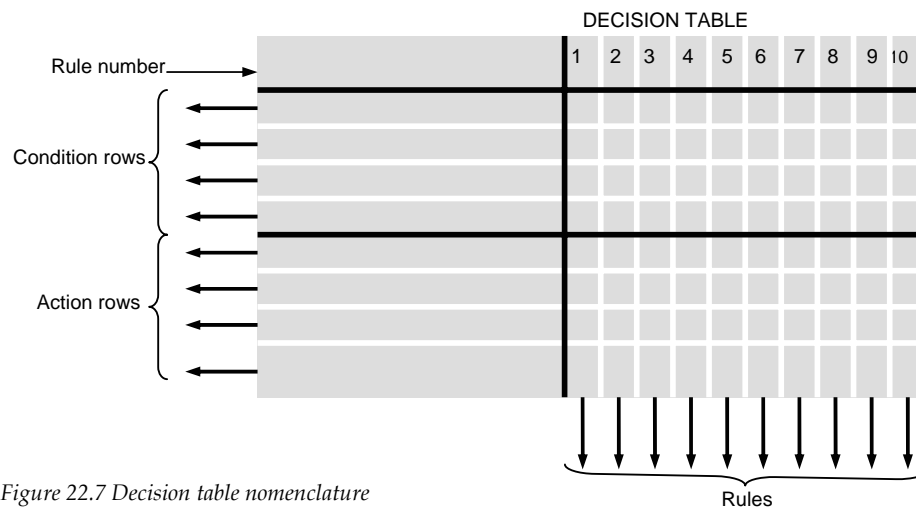 DECISION TABLE
Rule number
1 2 3 4 5 6 7 8 9 10
Condition rows
Action rows
Figure 22.7 Decision table nomenclature
Rules